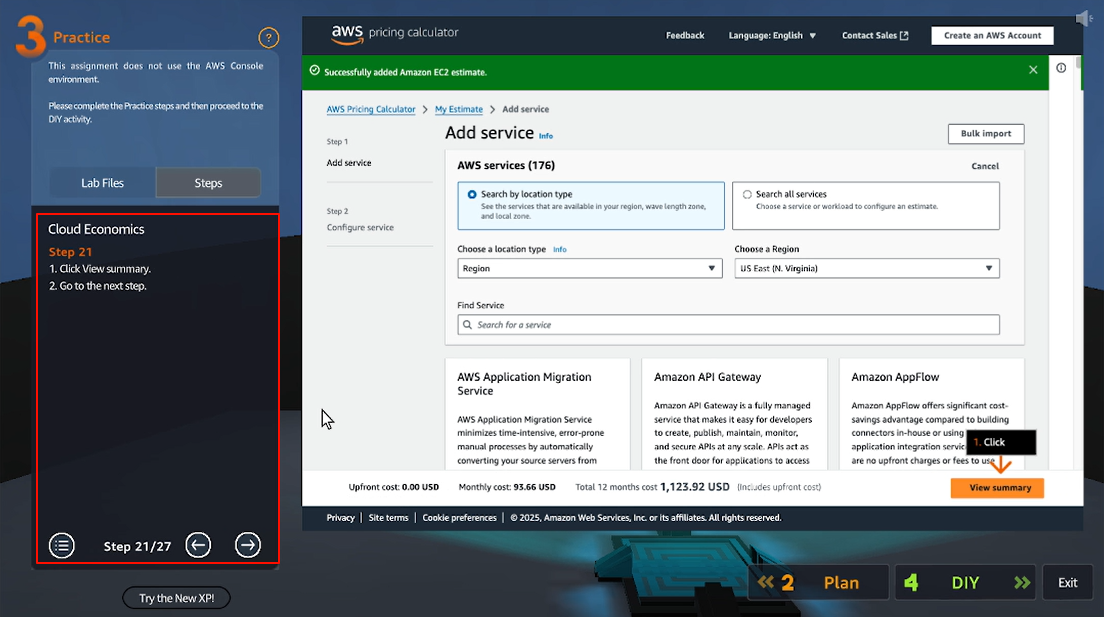 3 Practice
?
This assignment does not use the AWS Console
environment.
Please complete the Practice steps and then proceed to the
DIY activity.
Lab Files
Steps
Cloud Economics
Step 21
1. Click View summary.
2. Go to the next step.
Step 21/27
Try the New XP!
aws pricing calculator
Feedback
Language: English
Contact Sales
Create an AWS Account
Successfully added Amazon EC2 estimate.
AWS Pricing Calculator > My Estimate > Add service
Step 1
Add service
Step 2
Configure service
Add service Info
Bulk import
AWS services (176)
Cancel
Search by location type
See the services that are available in your region, wave length zone,
and local zone.
Search all services
Choose a service or workload to configure an estimate.
Choose a location type Info
Region
Choose a Region
US East (N. Virginia)
Find Service
Search for a service
AWS Application Migration
Service
AWS Application Migration Service
minimizes time-intensive, error-prone
manual processes by automatically
converting your source servers from
Amazon API Gateway
Amazon API Gateway is a fully managed
service that makes it easy for developers
to create, publish, maintain, monitor,
and secure APIs at any scale. APIs act as
the front door for applications to access
Amazon AppFlow
Amazon AppFlow offers significant cost-
savings advantage compared to building
connectors in-house or using
application integration servic
are no upfront charges or fees to use
1. Click
Upfront cost: 0.00 USD
Monthly cost: 93.66 USD
Total 12 months cost 1,123.92 USD (Includes upfront cost)
View summary
Privacy | Site terms | Cookie preferences | © 2025, Amazon Web Services, Inc. or its affiliates. All rights reserved.
2 Plan
4 DIY
Exit